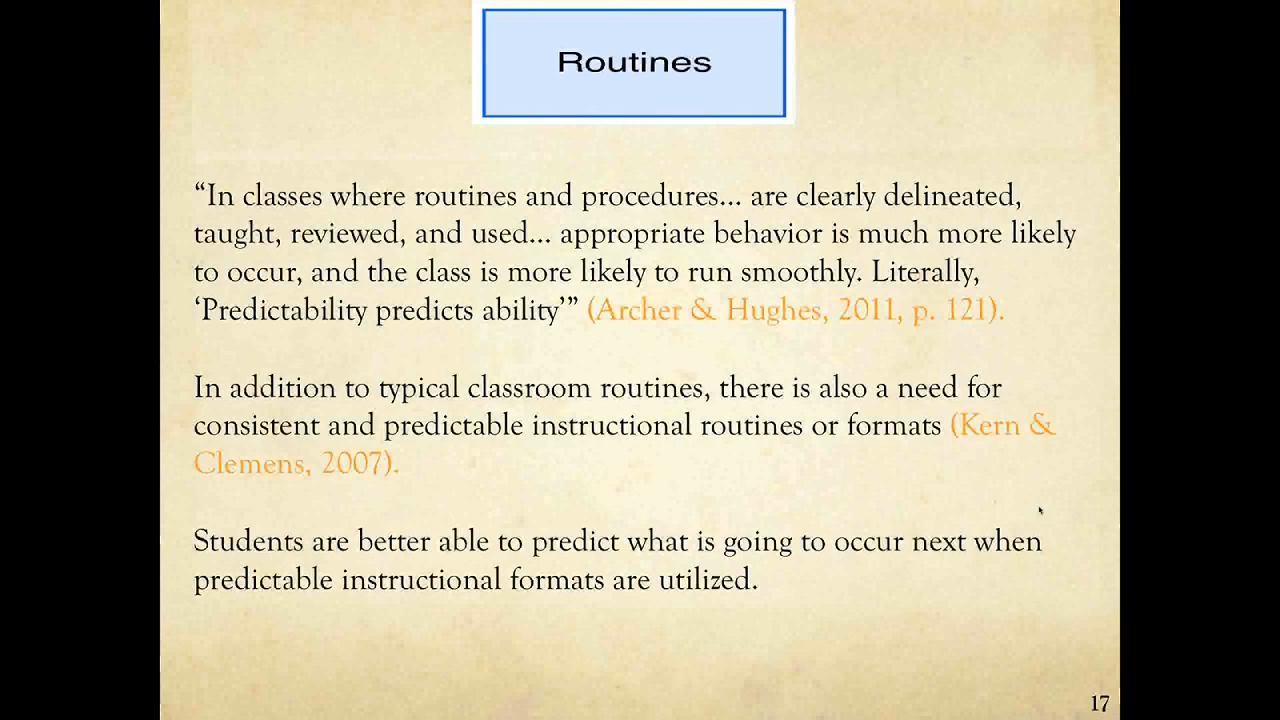 Routines
“In classes where routines and procedures... are clearly delineated,
taught, reviewed, and used... appropriate behavior is much more likely
to occur, and the class is more likely to run smoothly. Literally,
‘Predictability predicts ability’” (Archer & Hughes, 2011, p. 121).
In addition to typical classroom routines, there is also a need for
consistent and predictable instructional routines or formats (Kern &
Clemens, 2007).
Students are better able to predict what is going to occur next when
predictable instructional formats are utilized.
17